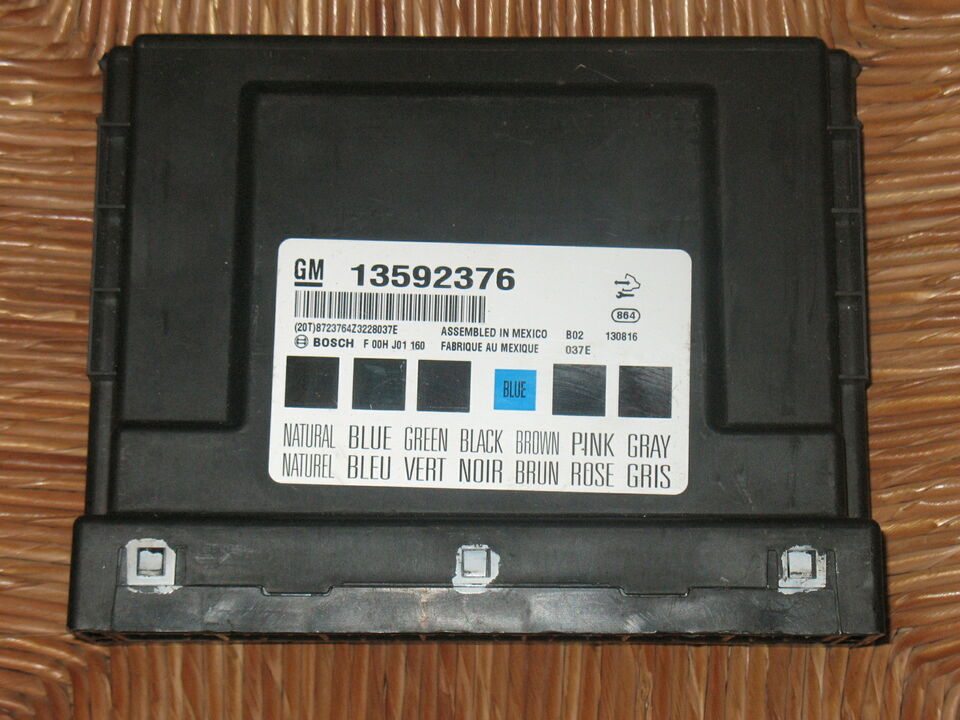 GM 13592376
864
(20T)8723764Z3228037E ASSEMBLED IN MEXICO B02 130816
BOSCH F 00H J01 160 FABRIQUE AU MEXIQUE 037E
BLUE
NATURAL BLUE GREEN BLACK BROWN PINK GRAY
NATUREL BLEU VERT NOIR BRUN ROSE GRIS